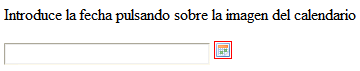 Introduce la fecha pulsando sobre la imagen del calendario